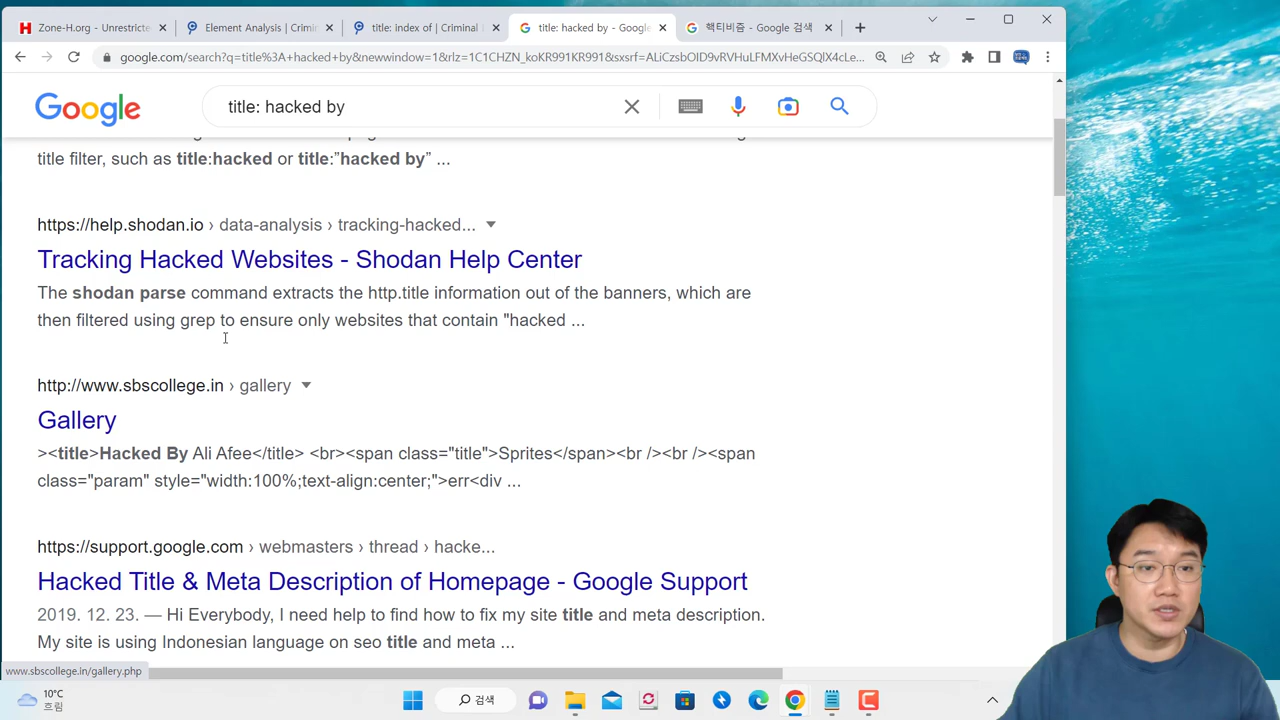 Zone-H.org - Unrestricte
Element Analysis | Crimi
title: index of | Criminal
title: hacked by - Google
핵티비즘 - Google 검색
google.com/search?q=title%3A+hacked+by&newwindow=1&rlz=1C1CHZN_koKR991KR991&sxsrf=ALiCzsbOID9vRVHuLFMXvHeGSQlX4dcLe...
Google
title: hacked by
title filter, such as title:hacked or title:"hacked by" ...
https://help.shodan.io › data-analysis › tracking-hacked...
Tracking Hacked Websites - Shodan Help Center
The shodan parse command extracts the http.title information out of the banners, which are
then filtered using grep to ensure only websites that contain "hacked ...
http://www.sbscollege.in › gallery
Gallery
><title>Hacked By Ali Afee</title> <br><span class="title">Sprites</span><br /><br /><span
class="param" style="width:100%;text-align:center;">err<div ...
https://support.google.com › webmasters › thread › hacke...
Hacked Title & Meta Description of Homepage - Google Support
2019. 12. 23. — Hi Everybody, I need help to find how to fix my site title and meta description.
My site is using Indonesian language on seo title and meta ...
www.sbscollege.in/gallery.php
10°C
흐림
검색